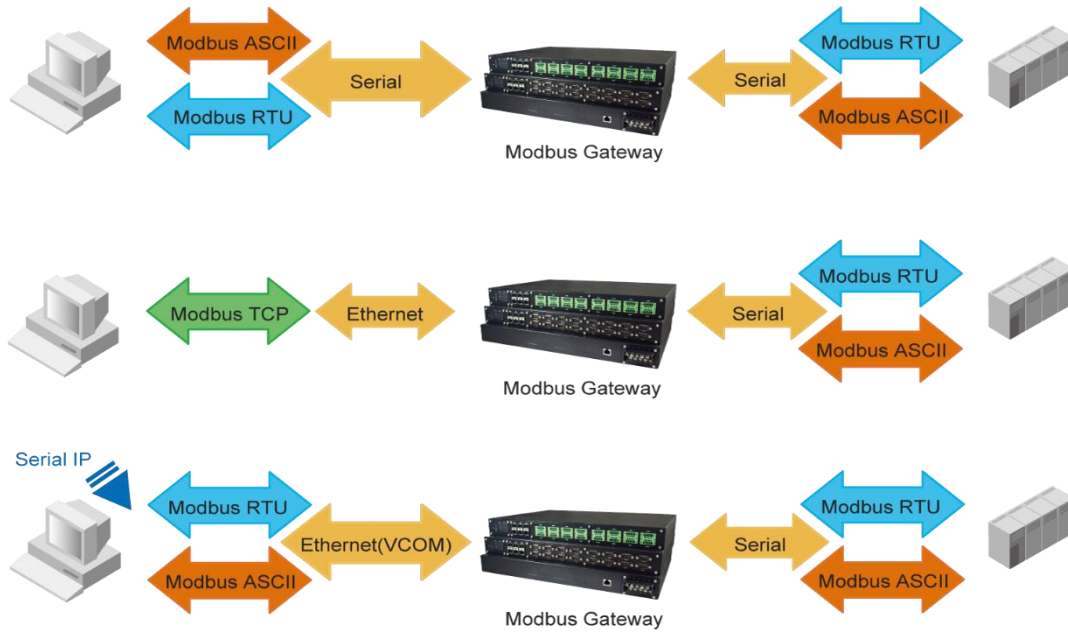 Modbus ASCII
Modbus RTU
Serial
Modbus Gateway
Serial
Modbus RTU
Modbus ASCII
Modbus TCP
Ethernet
Modbus Gateway
Serial
Modbus RTU
Modbus ASCII
Serial IP
Modbus RTU
Modbus ASCII
Ethernet(VCOM)
Modbus Gateway
Serial
Modbus RTU
Modbus ASCII